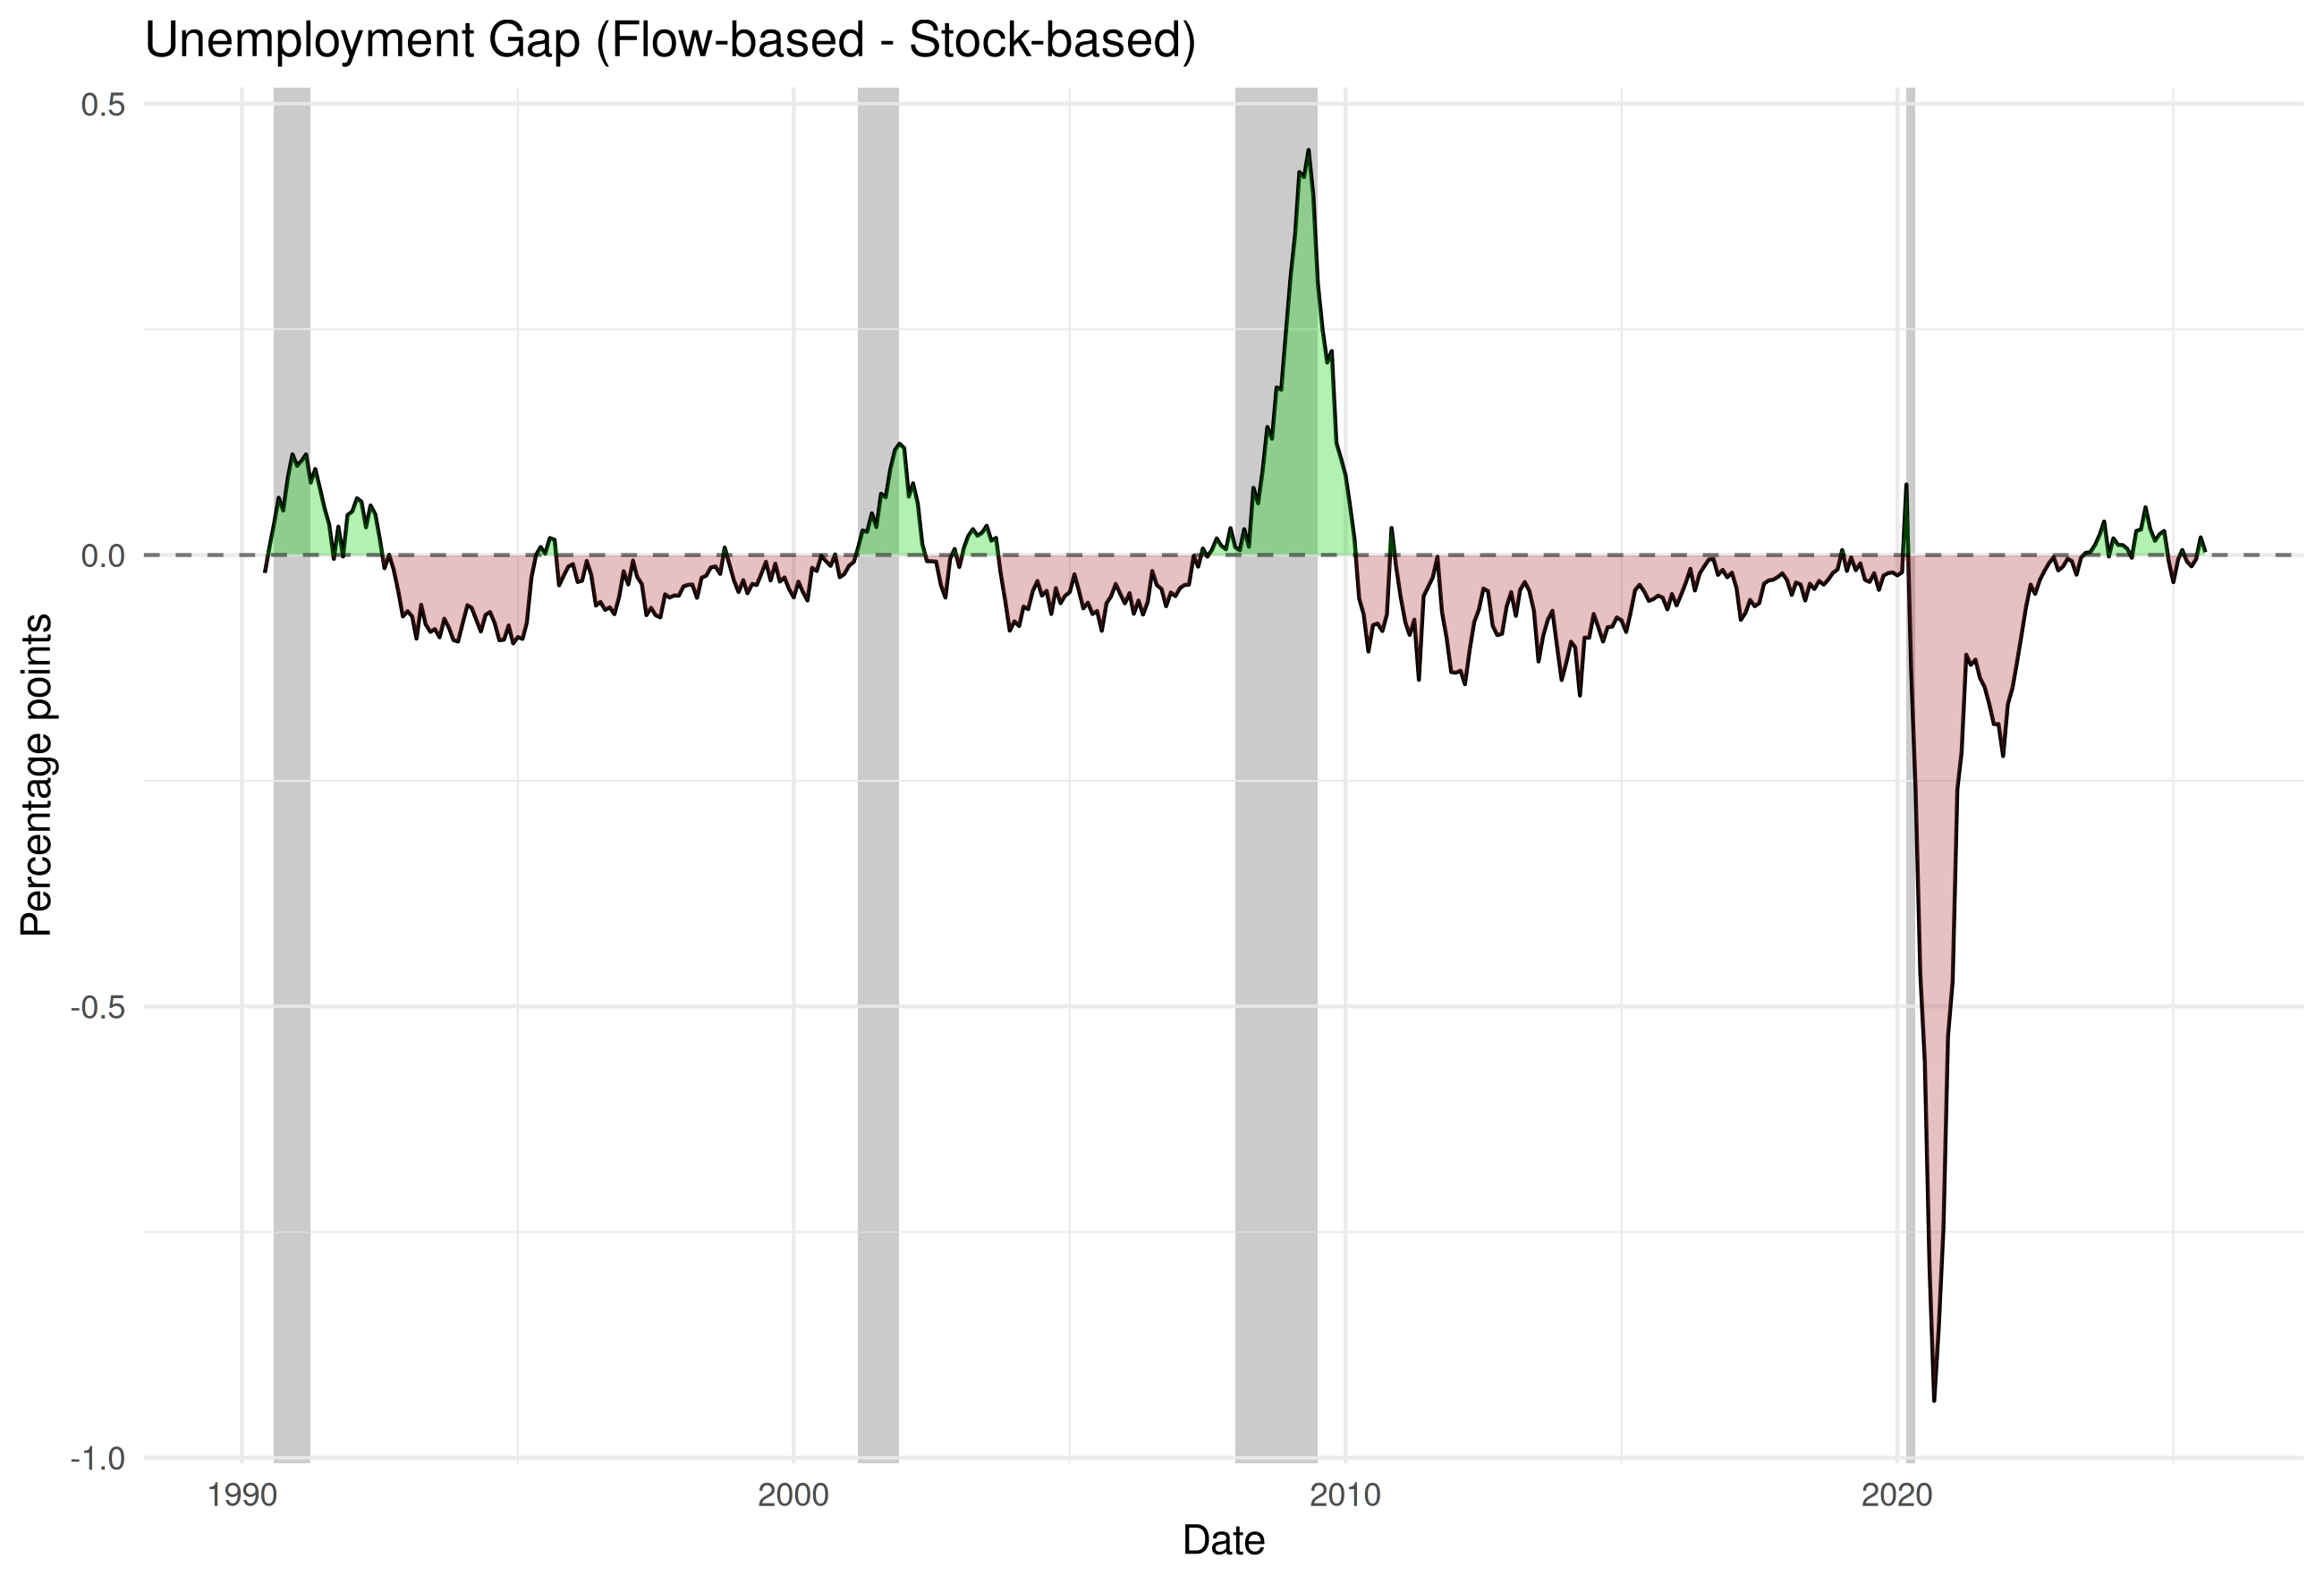 Unemployment Gap (Flow-based - Stock-based)
0.5
0.0
-0.5
-1.0
Percentage points
1990
2000
2010
2020
Date